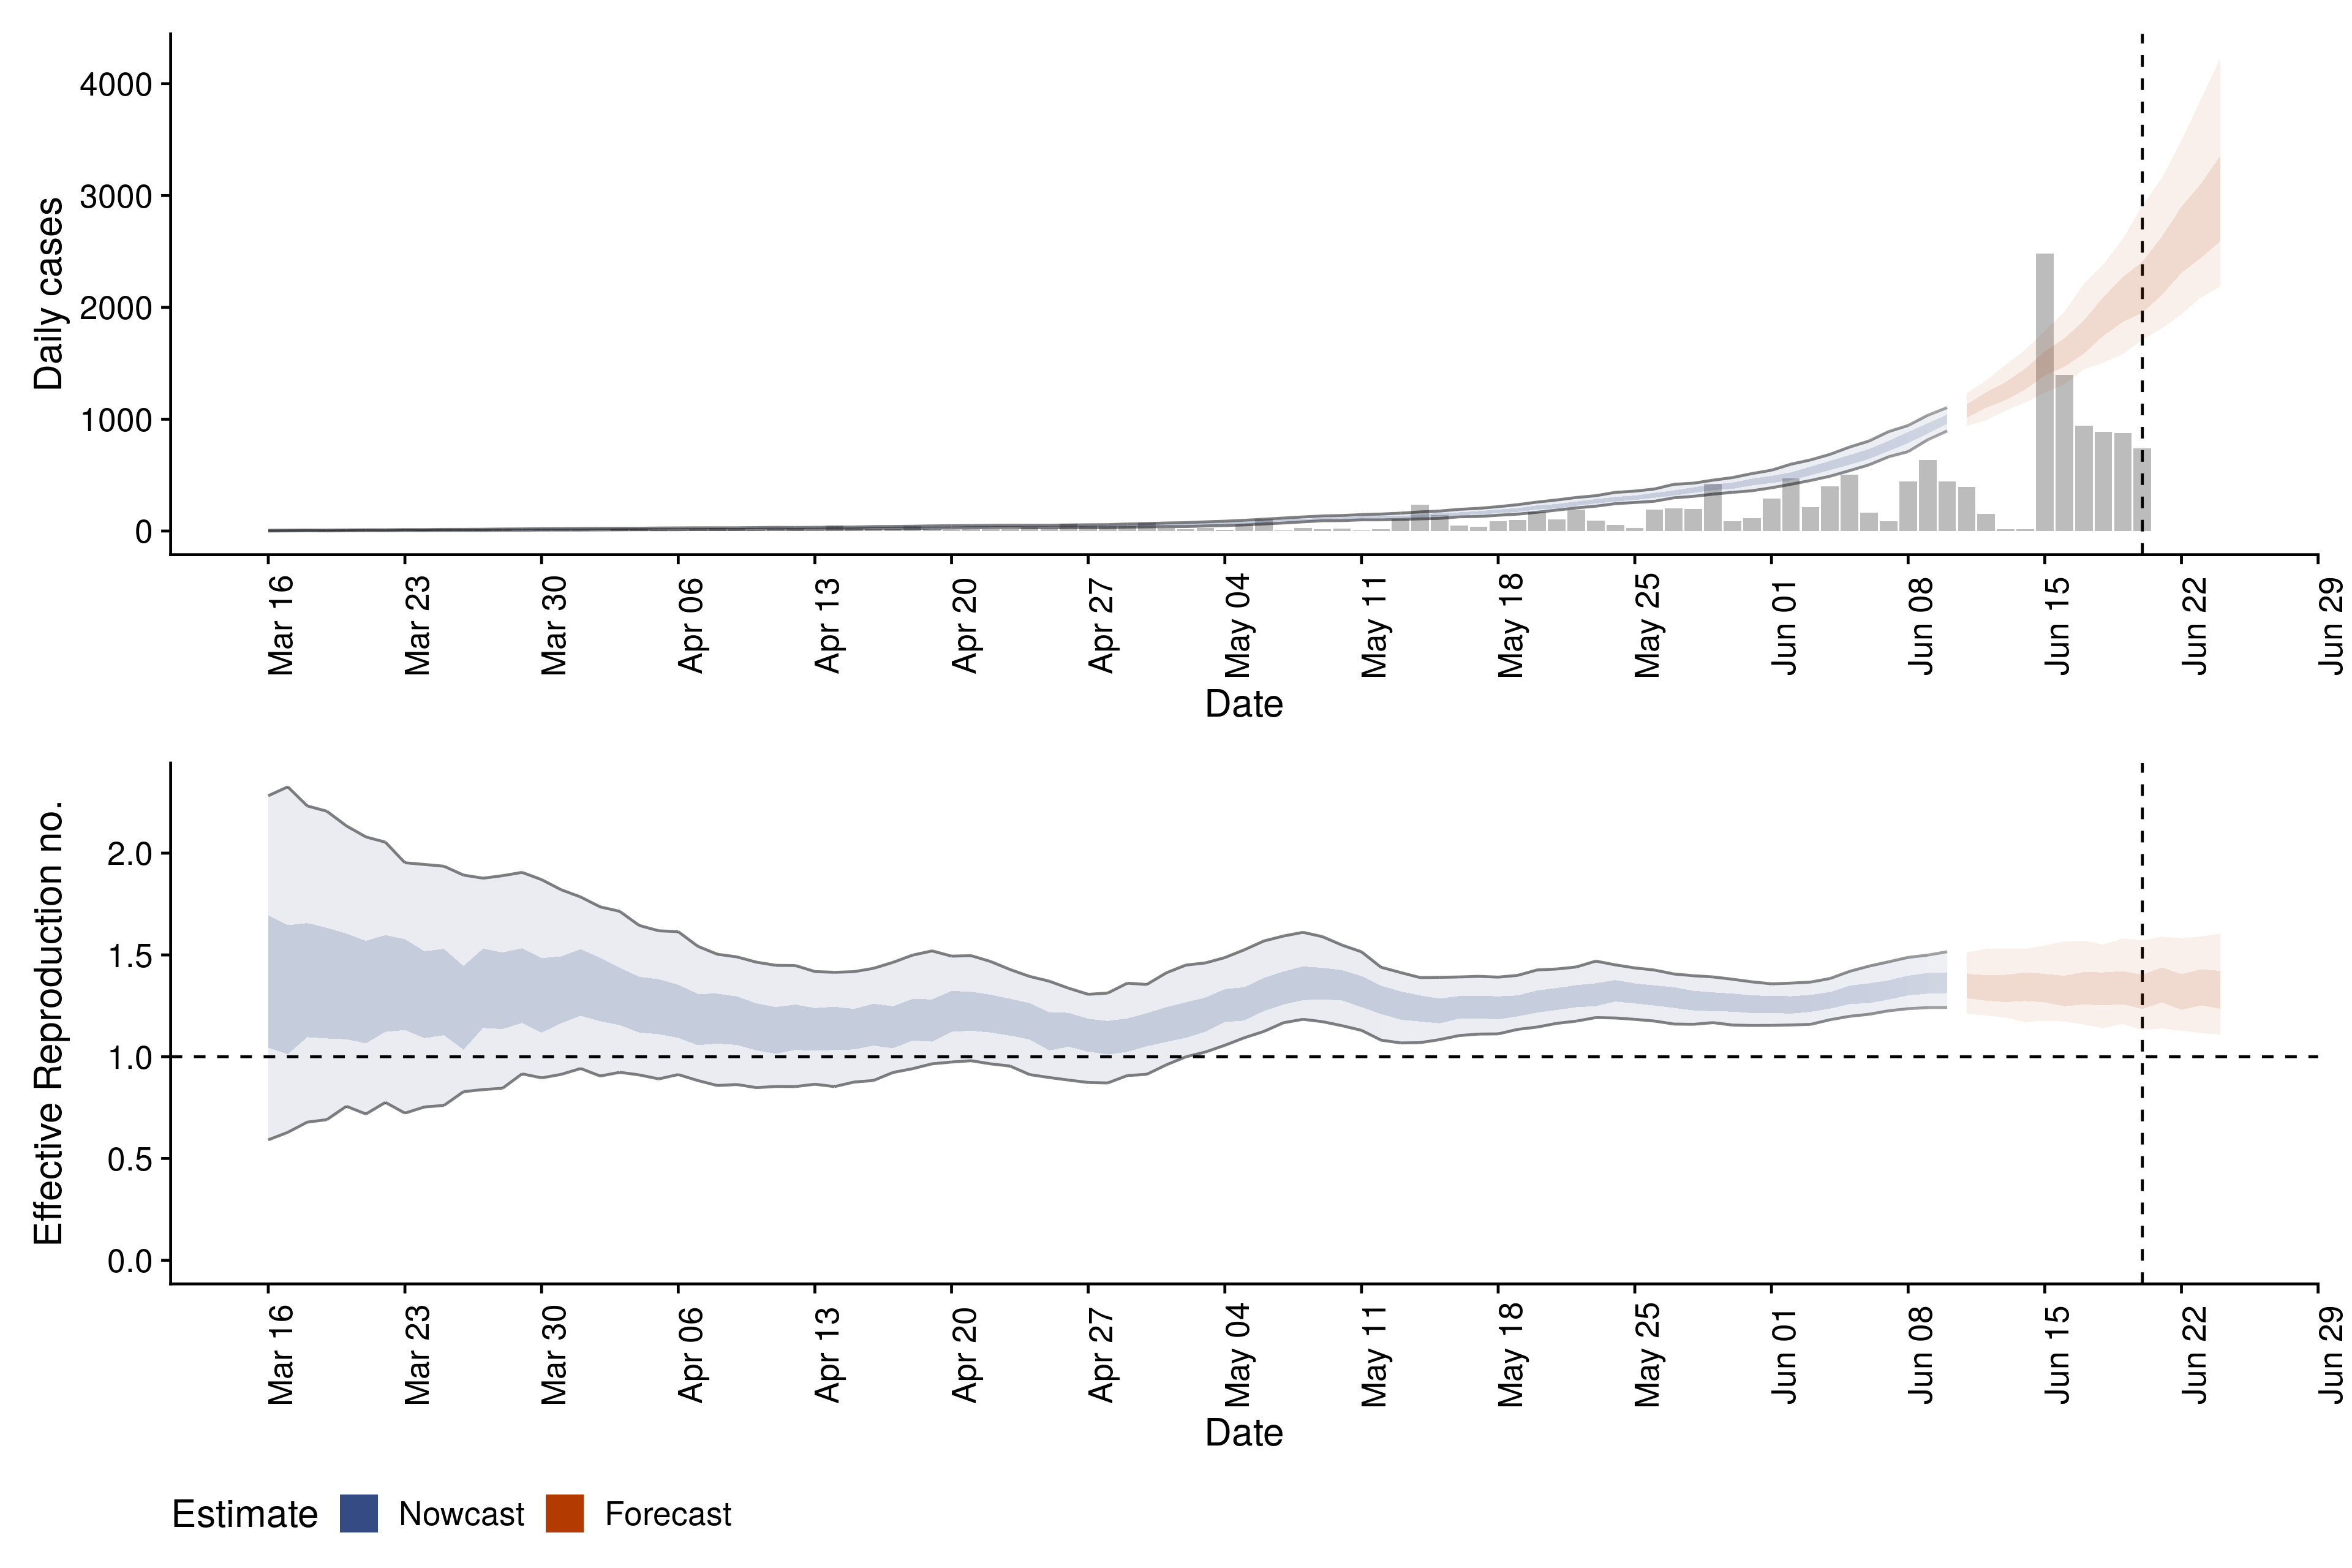 Daily cases
4000
3000
2000
1000
0
Mar 16
Mar 23
Mar 30
Apr 06
Apr 13
Apr 20
Apr 27
May 04
May 11
May 18
May 25
Jun 01
Jun 08
Jun 15
Jun 22
Jun 29
Date
Effective Reproduction no.
2.0
1.5
1.0
0.5
0.0
Mar 16
Mar 23
Mar 30
Apr 06
Apr 13
Apr 20
Apr 27
May 04
May 11
May 18
May 25
Jun 01
Jun 08
Jun 15
Jun 22
Jun 29
Date
Estimate Nowcast Forecast